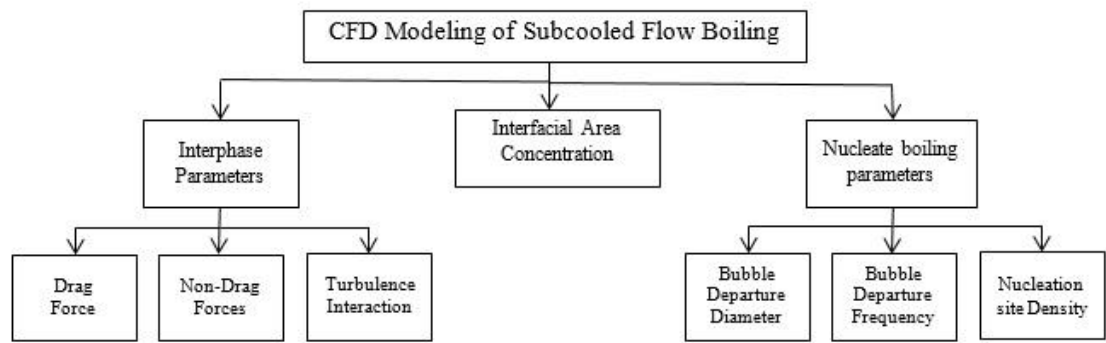 CFD Modeling of Subcooled Flow Boiling
Interphase
Parameters
Interfacial Area
Concentration
Nucleate boiling
parameters
Drag
Force
Non-Drag
Forces
Turbulence
Interaction
Bubble
Departure
Diameter
Bubble
Departure
Frequency
Nucleation
site Density